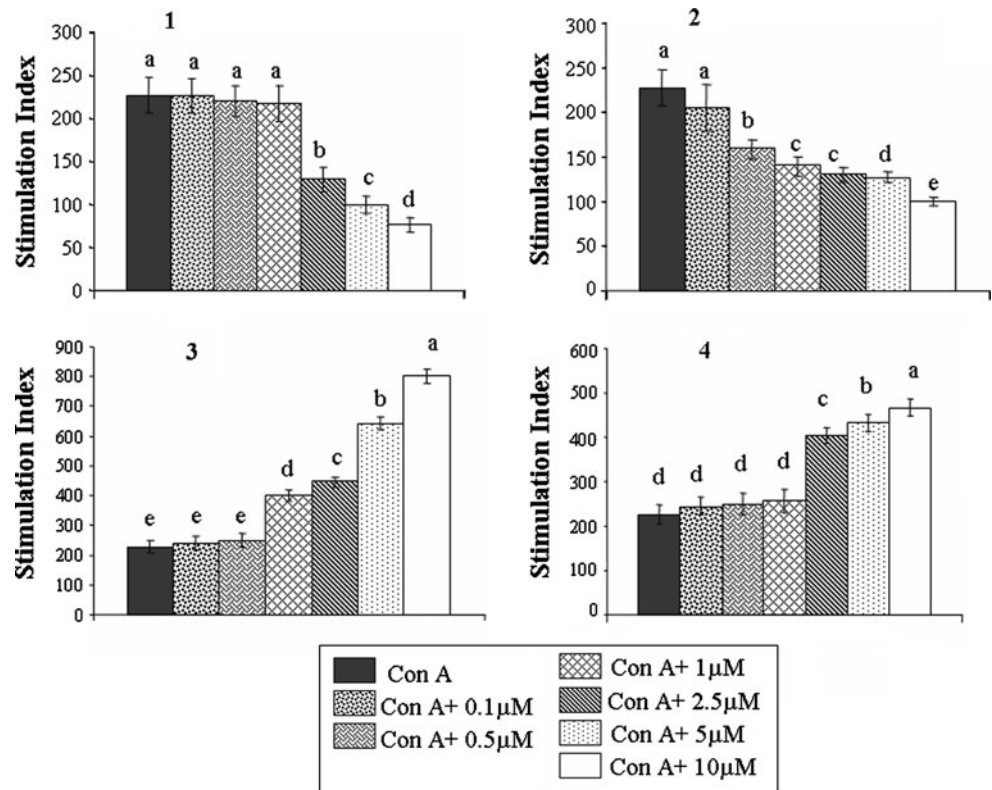 1
Stimulation Index
300
250
200
150
100
50
0
a a a a b c d
2
Stimulation Index
300
250
200
150
100
50
0
a a b c c d e
3
Stimulation Index
900
800
700
600
500
400
300
200
100
0
e e e d c b a
4
Stimulation Index
600
500
400
300
200
100
0
d d d d c b a
Con A
Con A+ 0.1µM
Con A+ 0.5µM
Con A+ 1µM
Con A+ 2.5µM
Con A+ 5µM
Con A+ 10µM